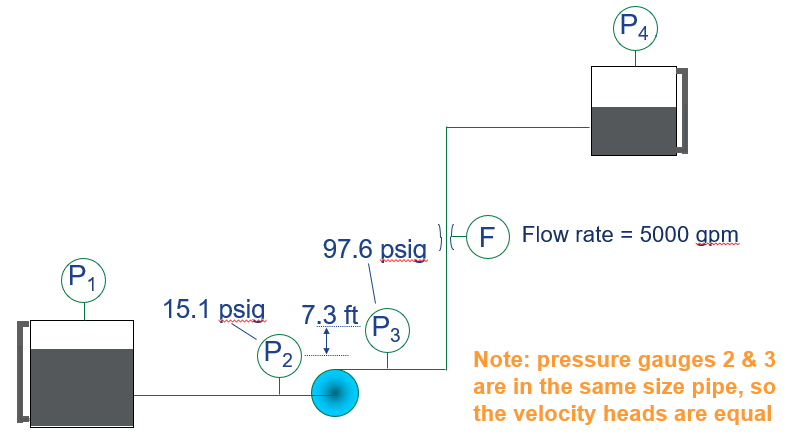 P4
Flow rate = 5000 gpm
F
97.6 psig
P1
15.1 psig
7.3 ft
P3
P2
Note: pressure gauges 2 & 3
are in the same size pipe, so
the velocity heads are equal